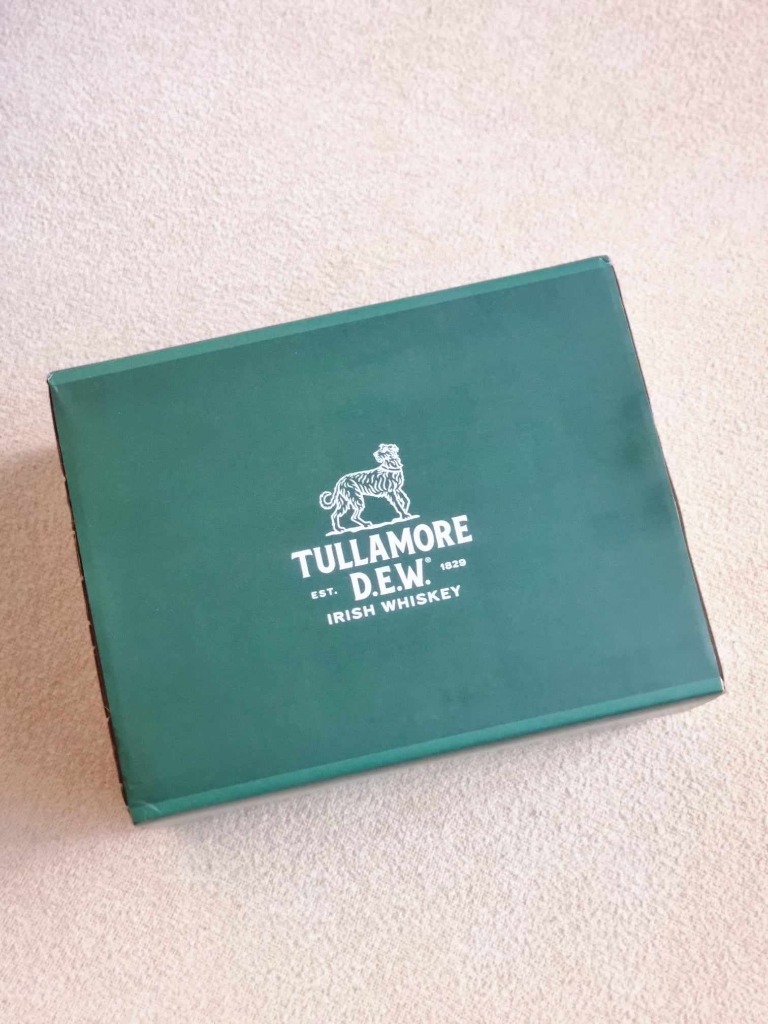 TULLAMORE
EST. D.E.W.® 1829
IRISH WHISKEY